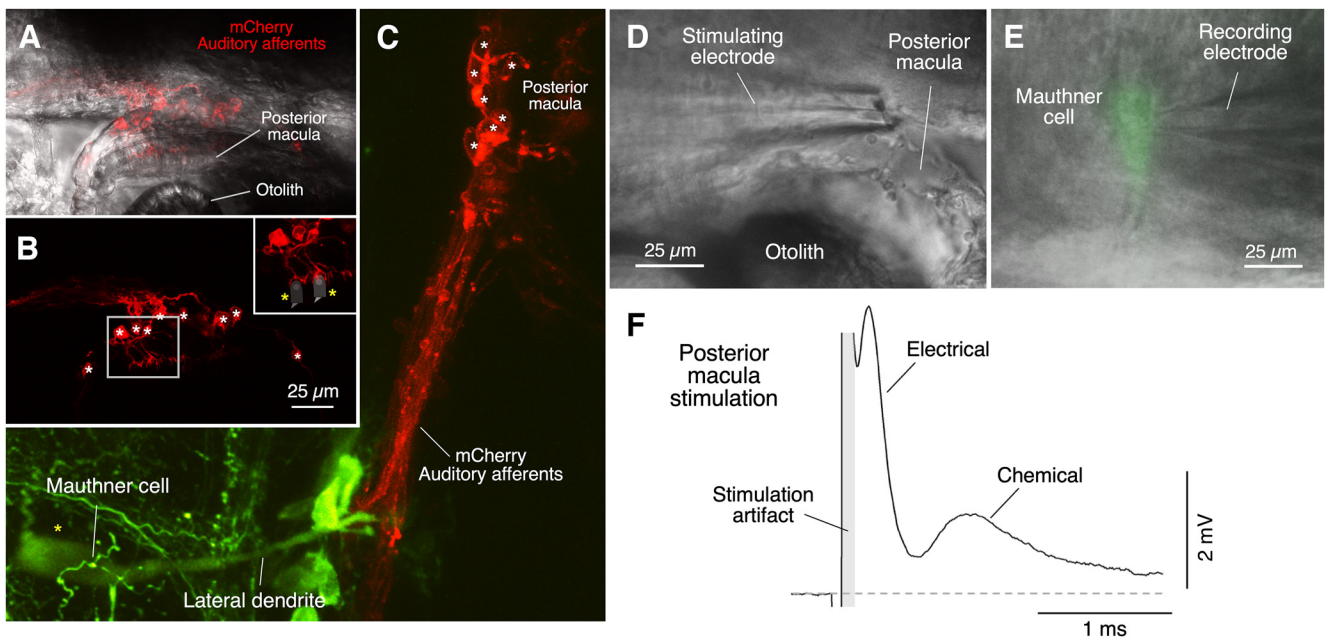 A
mCherry
Auditory afferents
Posterior
macula
Otolith
B
*
*
*
*
*
*
*
*
*
*
*
25 µm
C
*
*
*
*
*
*
*
Posterior
macula
mCherry
Auditory afferents
Mauthner cell
*
Lateral dendrite
D
Stimulating
electrode
Posterior
macula
25 µm
Otolith
E
Recording
electrode
Mauthner
cell
25 µm
F
Posterior
macula
stimulation
Electrical
Chemical
Stimulation
artifact
2 mV
1 ms